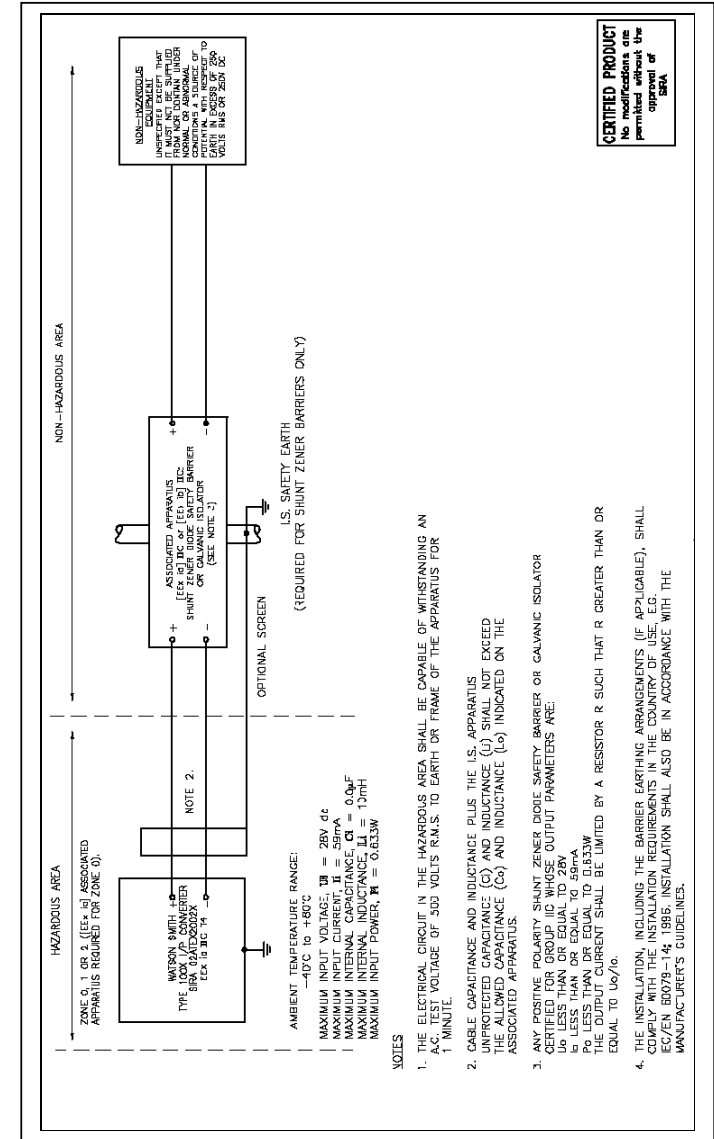 HAZARDOUS AREA
NON-HAZARDOUS AREA
ZONE 0, 1 OR 2 ([EEx ia] ASSOCIATED
APPARATUS REQUIRED FOR ZONE 0).
WATSON SMITH
TYPE 100X I/P CONVERTER
SIRA 02ATEX2002X
EEx ia IIC T4
+
-
NOTE 2.
+
-
ASSOCIATED APPARATUS
[EEx ia] IIC or [EEx ib] IIC:
SHUNT ZENER DIODE SAFETY BARRIER
OR GALVANIC ISOLATOR
(SEE NOTE 3)
+
-
NON-HAZARDOUS
EQUIPMENT
UNSPECIFIED EXCEPT THAT
IT MUST NOT BE SUPPLIED
FROM NOR CONTAIN UNDER
NORMAL OR ABNORMAL
CONDITIONS A SOURCE OF
POTENTIAL WITH RESPECT TO
EARTH IN EXCESS OF 250
VOLTS RMS OR 250V DC
OPTIONAL SCREEN
I.S. SAFETY EARTH
(REQUIRED FOR SHUNT ZENER BARRIERS ONLY)
AMBIENT TEMPERATURE RANGE:
-40°C to +80°C
MAXIMUM INPUT VOLTAGE, Ui = 28V dc
MAXIMUM INPUT CURRENT, Ii = 59mA
MAXIMUM INTERNAL CAPACITANCE, Ci = 0.0µF
MAXIMUM INTERNAL INDUCTANCE, Li = 10mH
MAXIMUM INPUT POWER, Pi = 0.633W
NOTES
1. THE ELECTRICAL CIRCUIT IN THE HAZARDOUS AREA SHALL BE CAPABLE OF WITHSTANDING AN
A.C. TEST VOLTAGE OF 500 VOLTS R.M.S. TO EARTH OR FRAME OF THE APPARATUS FOR
1 MINUTE.
2. CABLE CAPACITANCE AND INDUCTANCE PLUS THE I.S. APPARATUS
UNPROTECTED CAPACITANCE (Ci) AND INDUCTANCE (Li) SHALL NOT EXCEED
THE ALLOWED CAPACITANCE (Co) AND INDUCTANCE (Lo) INDICATED ON THE
ASSOCIATED APPARATUS.
3. ANY POSITIVE POLARITY SHUNT ZENER DIODE SAFETY BARRIER OR GALVANIC ISOLATOR
CERTIFIED FOR GROUP IIC WHOSE OUTPUT PARAMETERS ARE:
Uo LESS THAN OR EQUAL TO 28V
Io LESS THAN OR EQUAL TO 59mA
Po LESS THAN OR EQUAL TO 0.633W
THE OUTPUT CURRENT SHALL BE LIMITED BY A RESISTOR R SUCH THAT R GREATER THAN OR
EQUAL TO Uo/Io.
4. THE INSTALLATION, INCLUDING THE BARRIER EARTHING ARRANGEMENTS (IF APPLICABLE), SHALL
COMPLY WITH THE INSTALLATION REQUIREMENTS IN THE COUNTRY OF USE, E.G.
IEC/EN 60079-14: 1996. INSTALLATION SHALL ALSO BE IN ACCORDANCE WITH THE
MANUFACTURER'S GUIDELINES.
CERTIFIED PRODUCT
No modifications are
permitted without the
approval of
SIRA